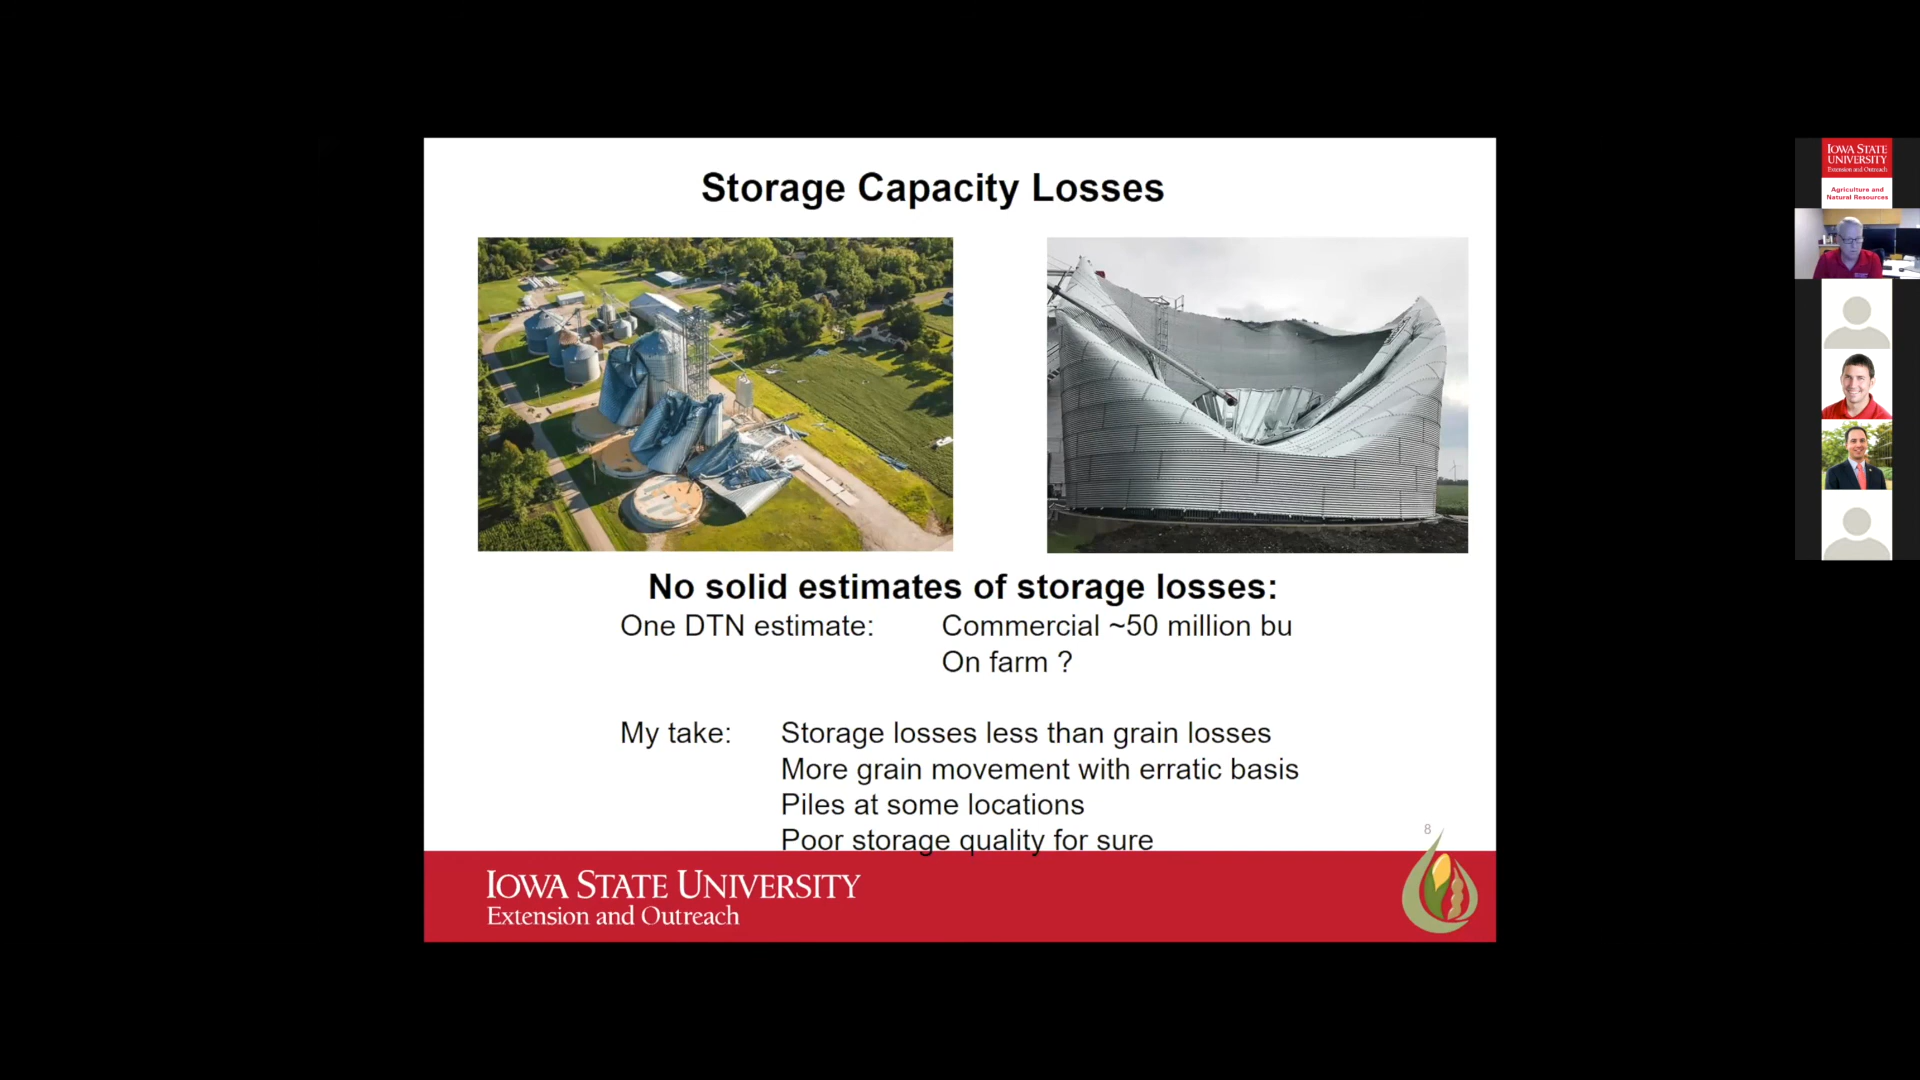 Storage Capacity Losses
No solid estimates of storage losses:
One DTN estimate: Commercial ~50 million bu
On farm ?
My take: Storage losses less than grain losses
More grain movement with erratic basis
Piles at some locations
Poor storage quality for sure
8
IOWA STATE UNIVERSITY
Extension and Outreach
IOWA STATE
UNIVERSITY
Extension and Outreach
Agriculture and
Natural Resources